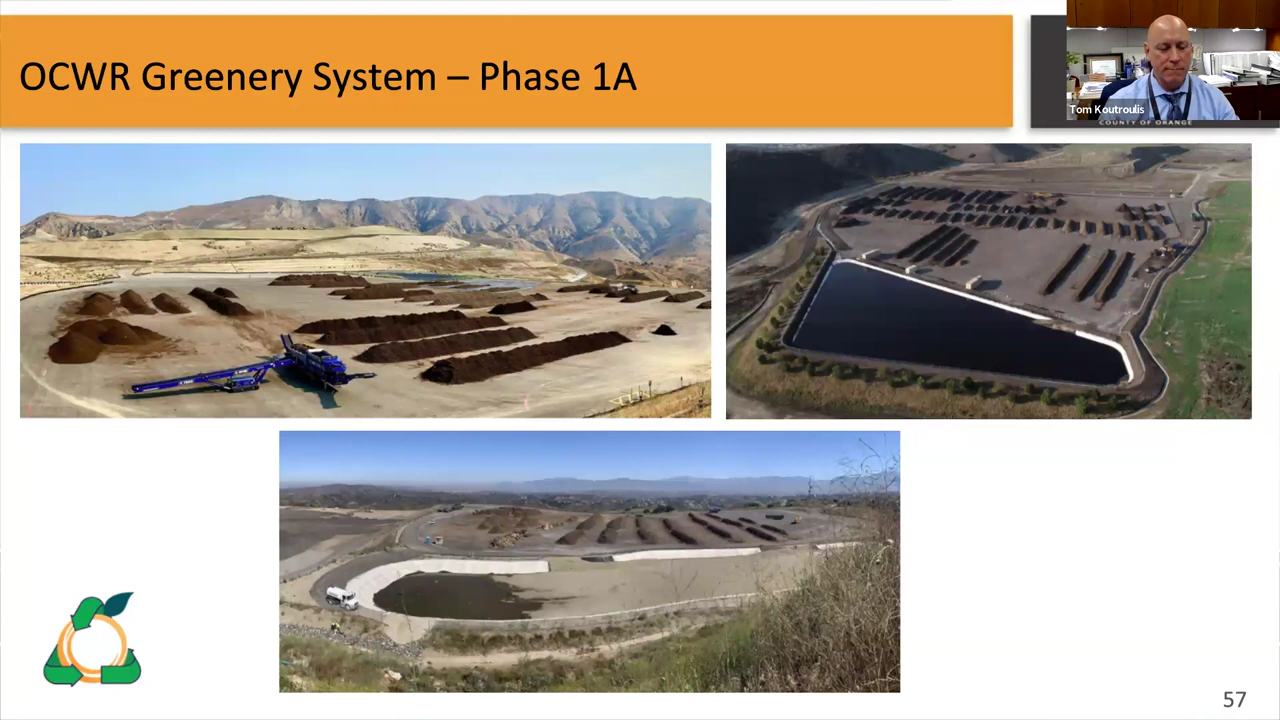 OCWR Greenery System – Phase 1A
Tom Koutroulis
COUNTY OF ORANGE
57